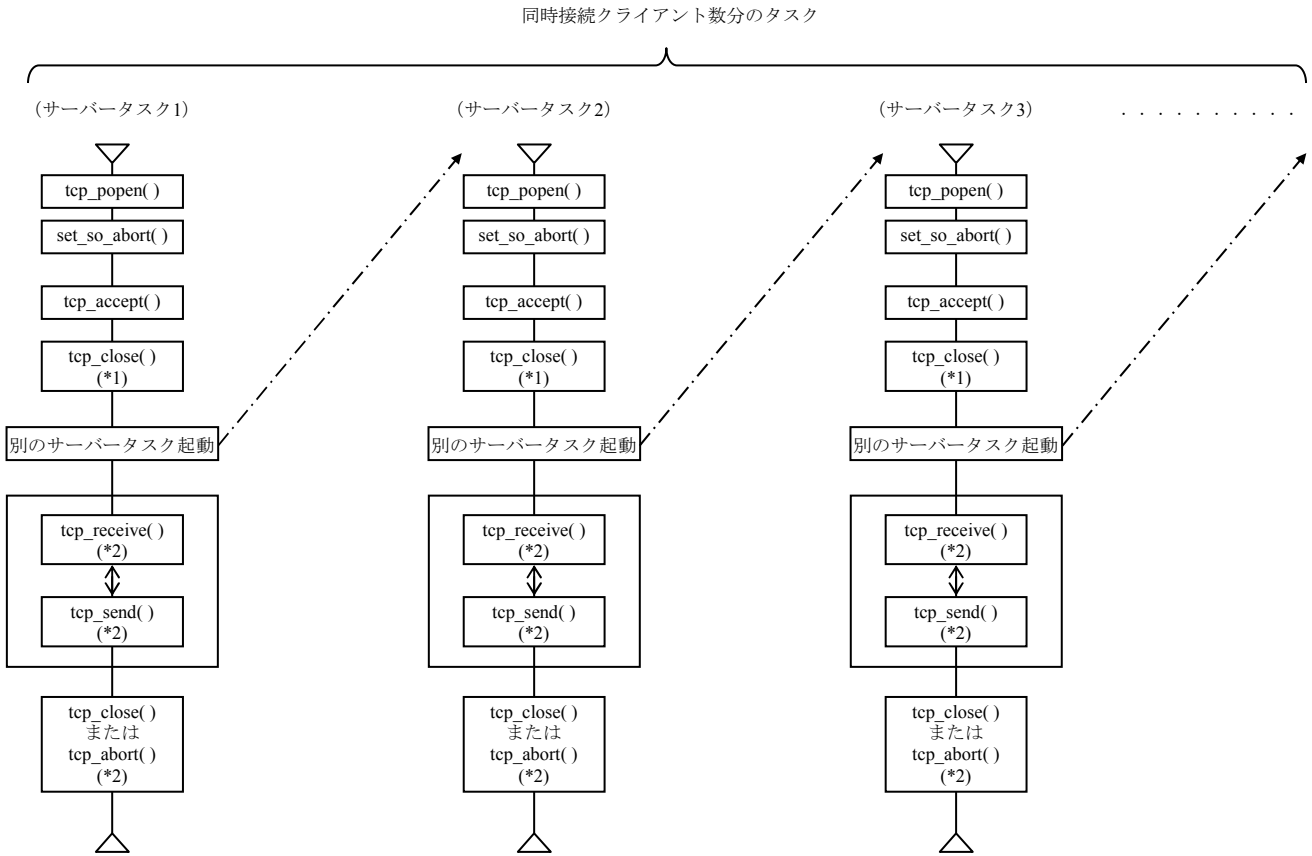 同時接続クライアント数分のタスク
（サーバータスク1）
tcp_popen( )
set_so_abort( )
tcp_accept( )
tcp_close( )
(*1)
別のサーバータスク起動
tcp_receive( )
(*2)
tcp_send( )
(*2)
tcp_close( )
または
tcp_abort( )
(*2)
（サーバータスク2）
tcp_popen( )
set_so_abort( )
tcp_accept( )
tcp_close( )
(*1)
別のサーバータスク起動
tcp_receive( )
(*2)
tcp_send( )
(*2)
tcp_close( )
または
tcp_abort( )
(*2)
（サーバータスク3）
tcp_popen( )
set_so_abort( )
tcp_accept( )
tcp_close( )
(*1)
別のサーバータスク起動
tcp_receive( )
(*2)
tcp_send( )
(*2)
tcp_close( )
または
tcp_abort( )
(*2)
. . . . . . . . . .